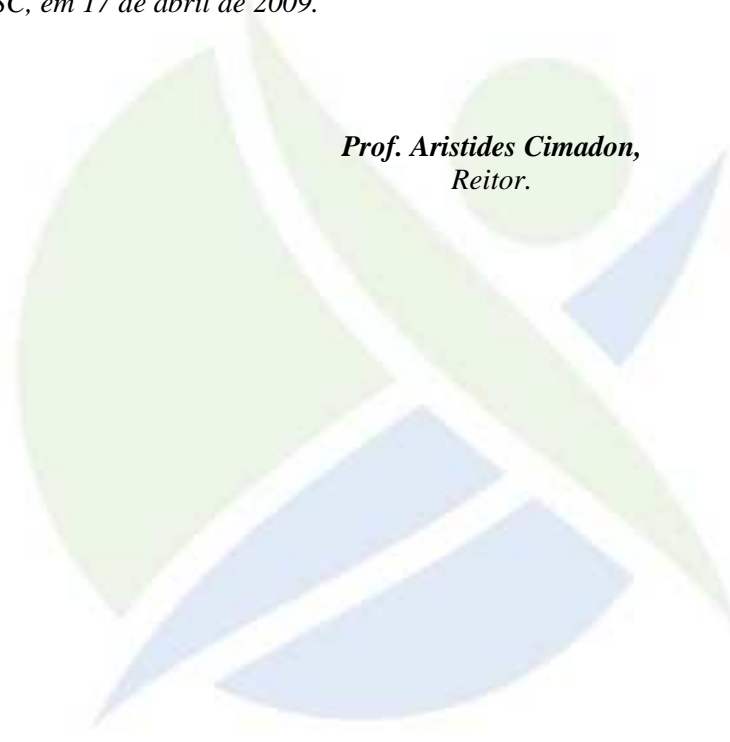 SC, em 17 de abril de 2009.
Prof. Aristides Cimadon,
Reitor.